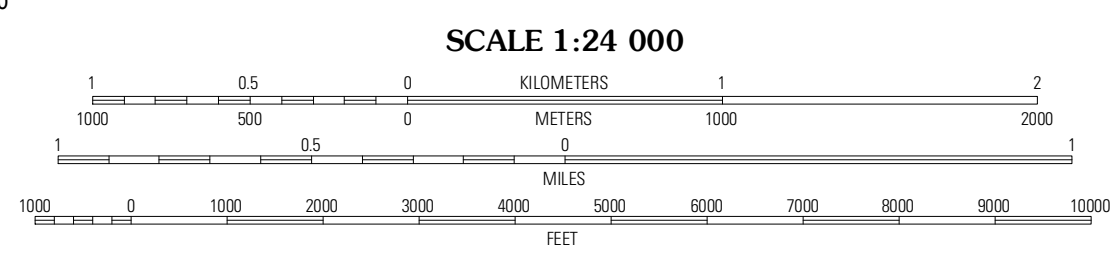 SCALE 1:24 000
1 0.5 0 KILOMETERS 1 2
1000 500 0 METERS 1000 2000
1 0.5 0 1
MILES
1000 0 1000 2000 3000 4000 5000 6000 7000 8000 9000 10000
FEET